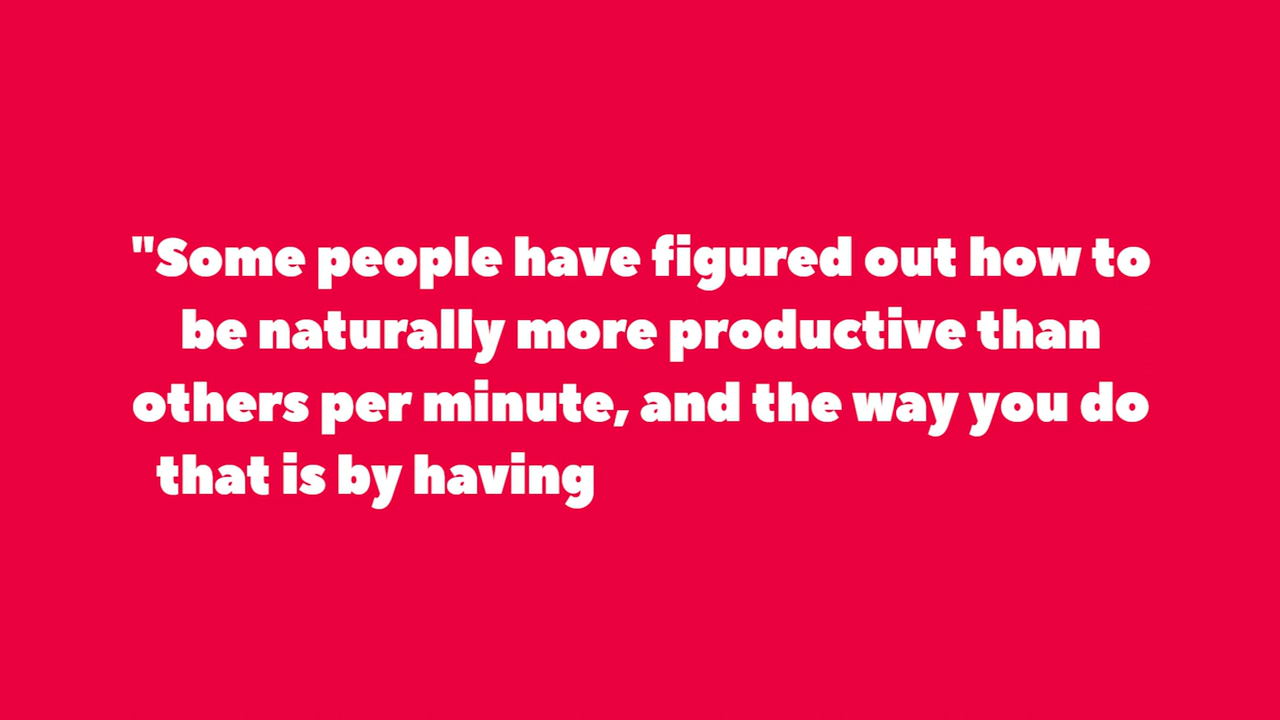 "Some people have figured out how to
be naturally more productive than
others per minute, and the way you do
that is by having